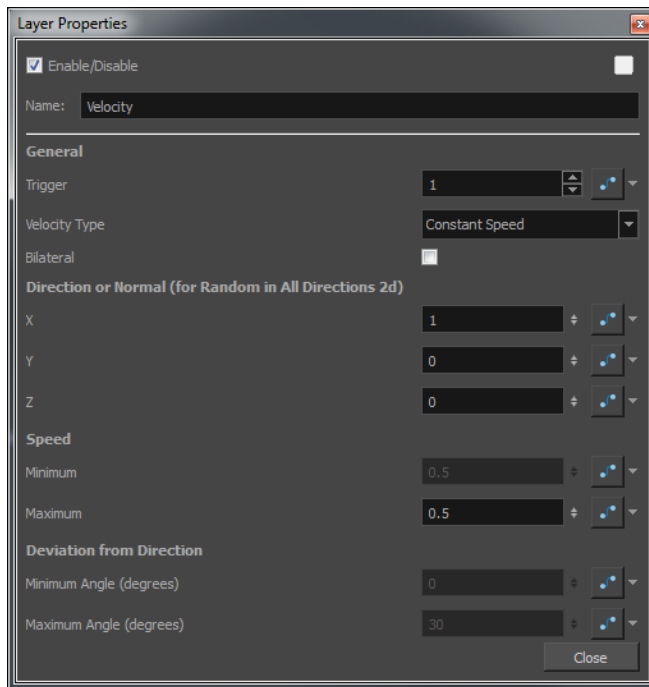 Layer Properties
Enable/Disable
Name: Velocity
General
Trigger 1
Velocity Type Constant Speed
Bilateral
Direction or Normal (for Random in All Directions 2d)
X 1
Y 0
Z 0
Speed
Minimum 0.5
Maximum 0.5
Deviation from Direction
Minimum Angle (degrees) 0
Maximum Angle (degrees) 30
Close